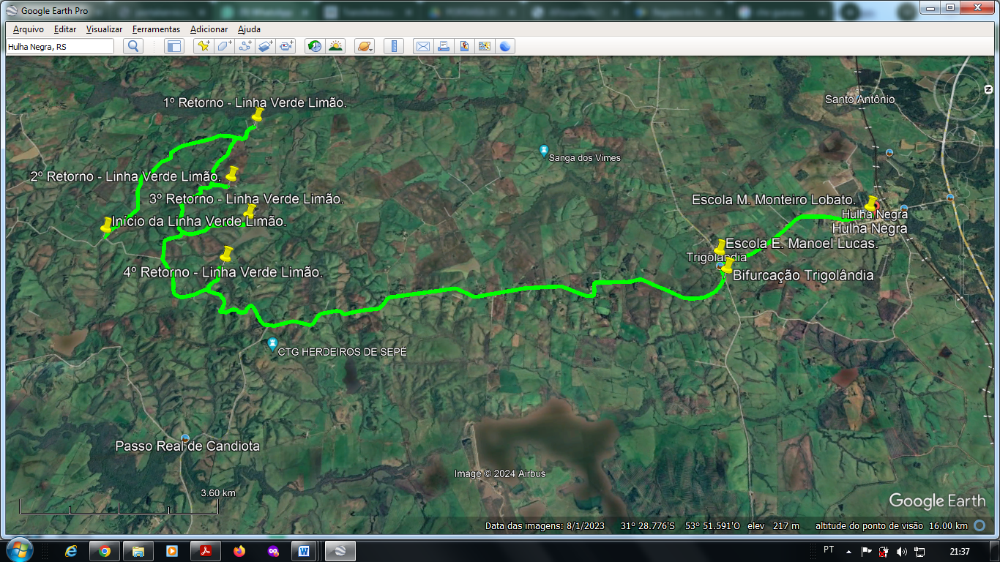 Google Earth Pro
Arquivo Editar Visualizar Ferramentas Adicionar Ajuda
Hulha Negra, RS
1º Retorno - Linha Verde Limão.
Santo Antônio
N
Sanga dos Vimes
2º Retorno - Linha Verde Limão.
3º Retorno - Linha Verde Limão.
Escola M. Monteiro Lobato.
Hulha Negra
Início da Linha Verde Limão.
Hulha Negra
Escola E. Manoel Lucas.
Trigolândia
4º Retorno - Linha Verde Limão.
Bifurcação Trigolândia
CTG HERDEIROS DE SEPÉ
Passo Real de Candiota
Image © 2024 Airbus
3.60 km
Google Earth
Data das imagens: 8/1/2023 31° 28.776'S 53° 51.591'O elev 217 m altitude do ponto de visão 16.00 km
PT 21:37